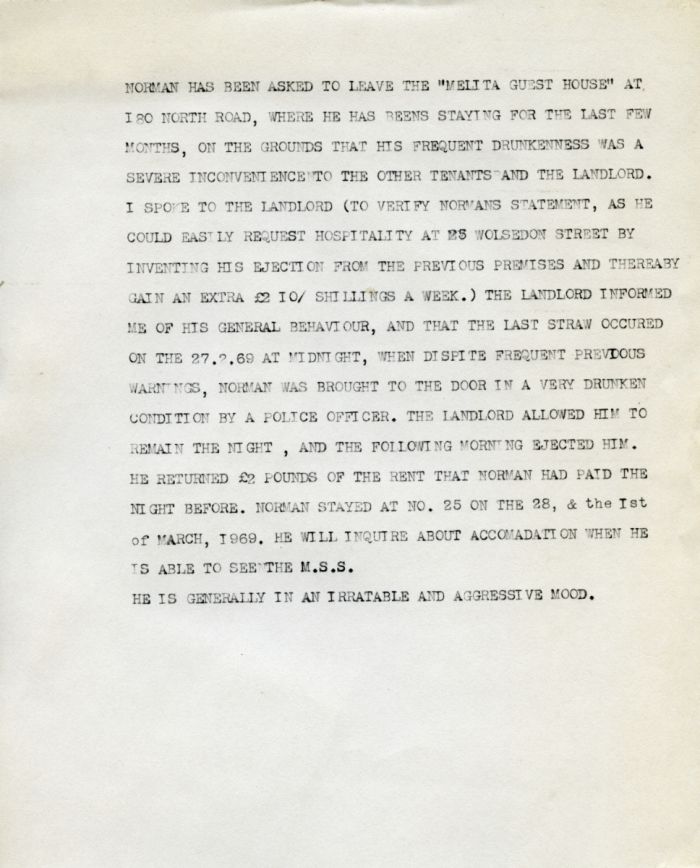 NORMAN HAS BEEN ASKED TO LEAVE THE "MELITA GUEST HOUSE" AT
I80 NORTH ROAD, WHERE HE HAS BEENS STAYING FOR THE LAST FEW
MONTHS, ON THE GROUNDS THAT HIS FREQUENT DRUNKENNESS WAS A
SEVERE INCONVENIENCE TO THE OTHER TENANTS AND THE LANDLORD.
I SPOKE TO THE LANDLORD (TO VERIFY NORMANS STATEMENT, AS HE
COULD EASILY REQUEST HOSPITALITY AT 25 WOLSEDON STREET BY
INVENTING HIS EJECTION FROM THE PREVIOUS PREMISES AND THEREABY
GAIN AN EXTRA £2 IO/ SHILLINGS A WEEK.) THE LANDLORD INFORMED
ME OF HIS GENERAL BEHAVIOUR, AND THAT THE LAST STRAW OCCURED
ON THE 27.2.69 AT MIDNIGHT, WHEN DISPITE FREQUENT PREVIOUS
WARNINGS, NORMAN WAS BROUGHT TO THE DOOR IN A VERY DRUNKEN
CONDITION BY A POLICE OFFICER. THE LANDLORD ALLOWED HIM TO
REMAIN THE NIGHT , AND THE FOLLOWING MORNING EJECTED HIM.
HE RETURNED £2 POUNDS OF THE RENT THAT NORMAN HAD PAID THE
NIGHT BEFORE. NORMAN STAYED AT NO. 25 ON THE 28, & the Ist
of MARCH, I969. HE WILL INQUIRE ABOUT ACCOMADATION WHEN HE
IS ABLE TO SEE THE M.S.S.
HE IS GENERALLY IN AN IRRATABLE AND AGGRESSIVE MOOD.